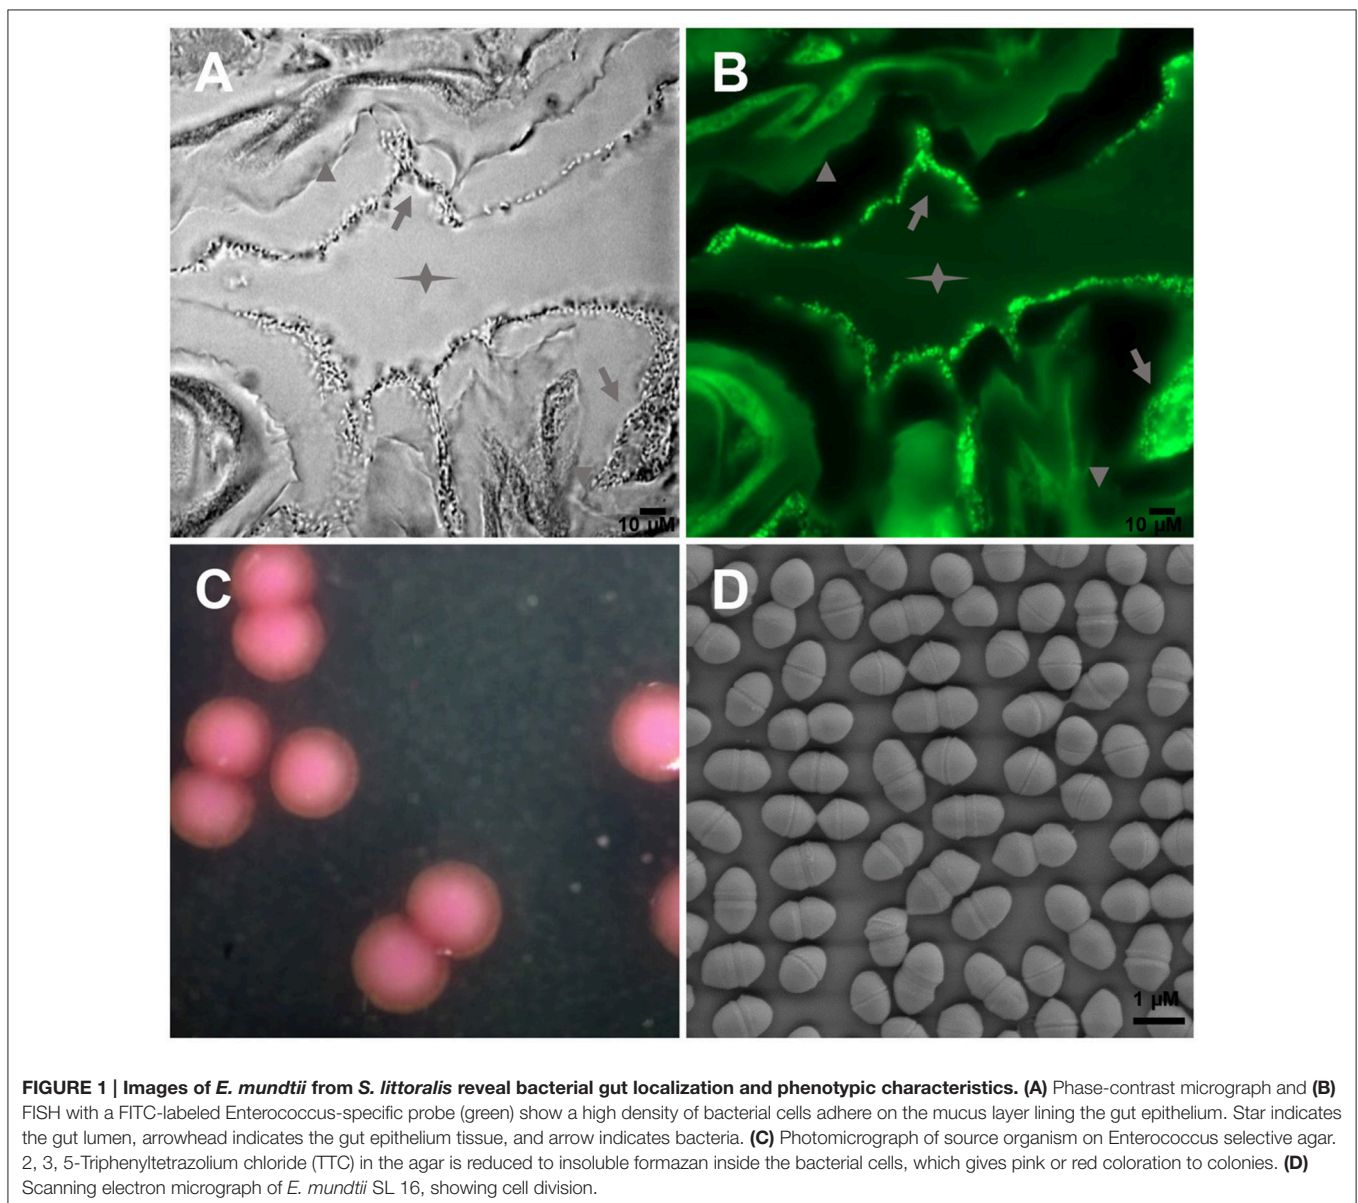 A
B
10 µM
10 µM
C
D
1 µM
FIGURE 1 | Images of E. mundtii from S. littoralis reveal bacterial gut localization and phenotypic characteristics. (A) Phase-contrast micrograph and (B)
FISH with a FITC-labeled Enterococcus-specific probe (green) show a high density of bacterial cells adhere on the mucus layer lining the gut epithelium. Star indicates
the gut lumen, arrowhead indicates the gut epithelium tissue, and arrow indicates bacteria. (C) Photomicrograph of source organism on Enterococcus selective agar.
2, 3, 5-Triphenyltetrazolium chloride (TTC) in the agar is reduced to insoluble formazan inside the bacterial cells, which gives pink or red coloration to colonies. (D)
Scanning electron micrograph of E. mundtii SL 16, showing cell division.